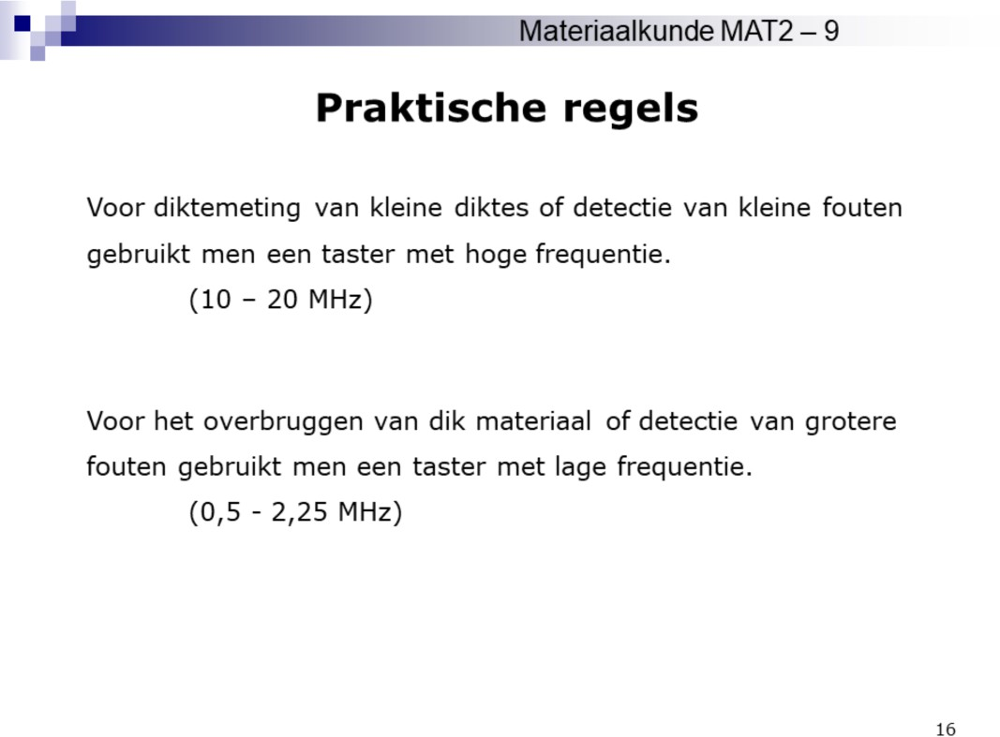 Materiaalkunde MAT2 – 9
Praktische regels
Voor diktemeting van kleine diktes of detectie van kleine fouten
gebruikt men een taster met hoge frequentie.
(10 – 20 MHz)
Voor het overbruggen van dik materiaal of detectie van grotere
fouten gebruikt men een taster met lage frequentie.
(0,5 - 2,25 MHz)
16